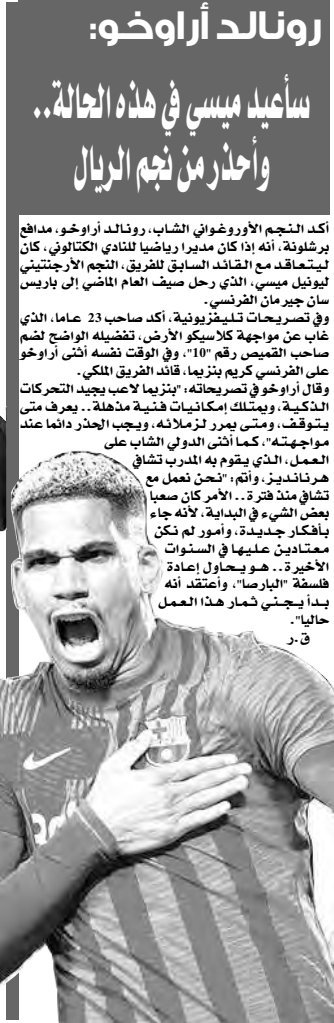 رونالد أراوخو:
سأعيد ميسي في هذه الحالة..
وأحذر من نجم الريال
أكد النجم الأوروغواني الشاب، رونالد أراوخو، مدافع
برشلونة، أنه إذا كان مديرا رياضيا للنادي الكتالوني، كان
ليتعاقد مع القائد السابق للفريق، النجم الأرجنتيني
ليونيل ميسي، الذي رحل صيف العام الماضي إلى باريس
سان جيرمان الفرنسي.
وفي تصريحات تليفزيونية، أكد صاحب 23 عاما، الذي
غاب عن مواجهة كلاسيكو الأرض، تفضيله الواضح لضم
صاحب القميص رقم "10"، وفي الوقت نفسه أثنى أراوخو
على الفرنسي كريم بنزيما، قائد الفريق الملكي.
وقال أراوخو في تصريحاته: "بنزيما لاعب يجيد التحركات
الذكية، ويمتلك إمكانيات فنية مذهلة.. يعرف متى
يتوقف، ومتى يمرر لزملائه، ويجب الحذر دائما عند
مواجهته"، كما أثنى الدولي الشاب على
العمل، الذي يقوم به المدرب تشافي
هرنانديز، وأتم: "نحن نعمل مع
تشافي منذ فترة.. الأمر كان صعبا
بعض الشيء في البداية، لأنه جاء
بأفكار جديدة، وأمور لم نكن
معتادين عليها في السنوات
الأخيرة.. هو يحاول إعادة
فلسفة "البارصا"، وأعتقد أنه
بدأ يجني ثمار هذا العمل
حاليا".
ق.ر